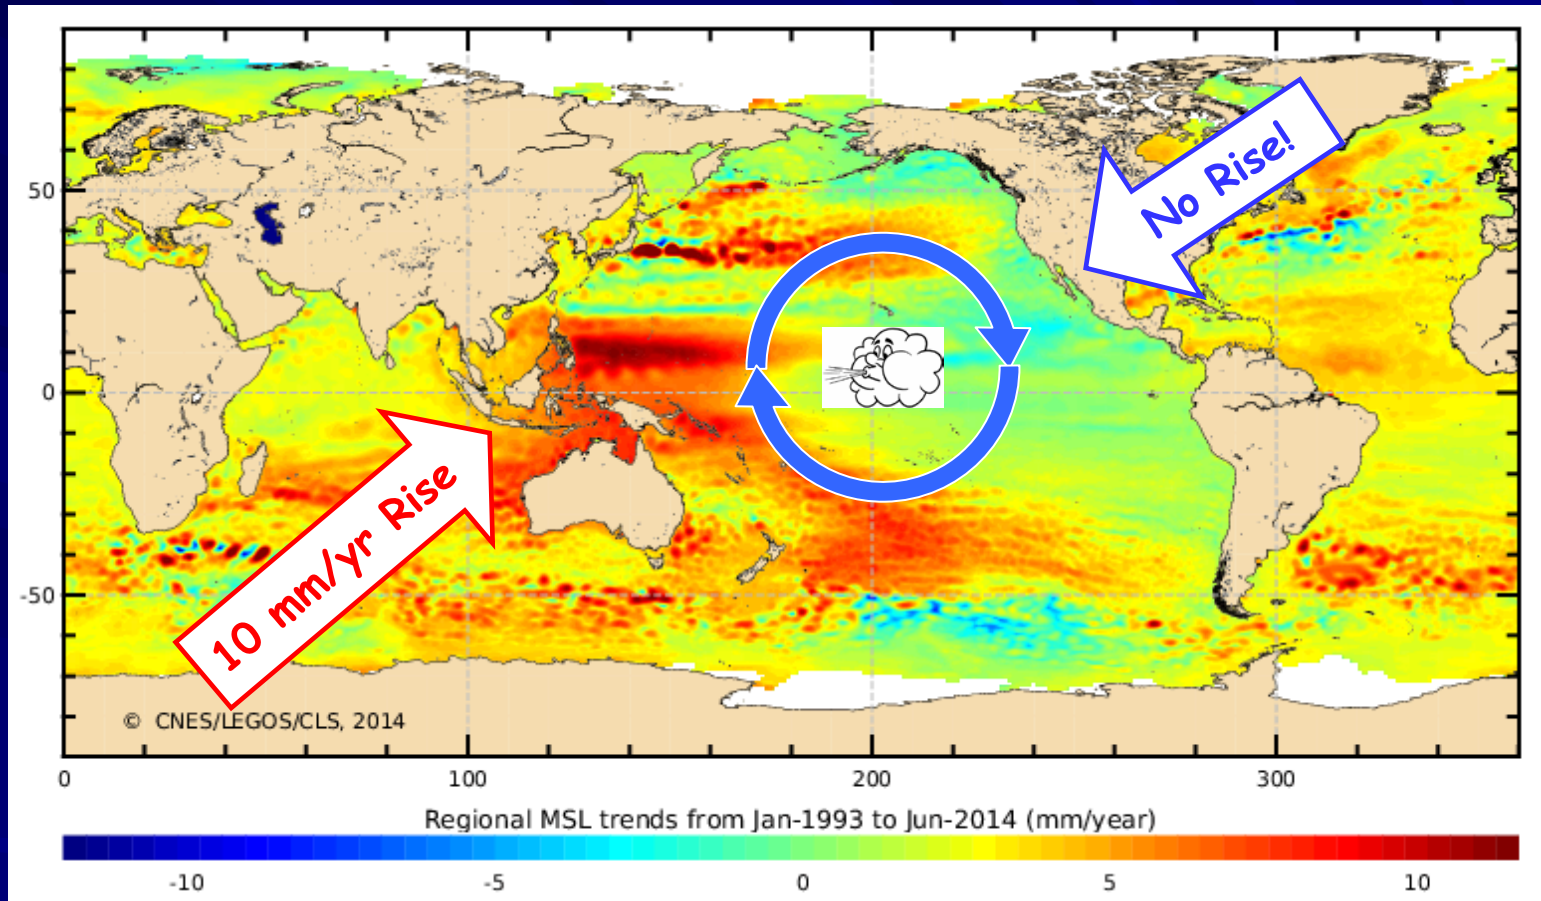 No Rise!
50
0
-50
10 mm/yr Rise
© CNES/LEGOS/CLS, 2014
0 100 200 300
Regional MSL trends from Jan-1993 to Jun-2014 (mm/year)
-10 -5 0 5 10